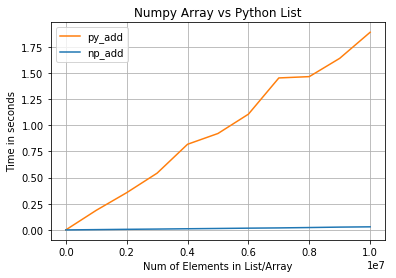 Numpy Array vs Python List
py_add
np_add
1.75
1.50
1.25
1.00
0.75
0.50
0.25
0.00
Time in seconds
0.0 0.2 0.4 0.6 0.8 1.0
1e7
Num of Elements in List/Array